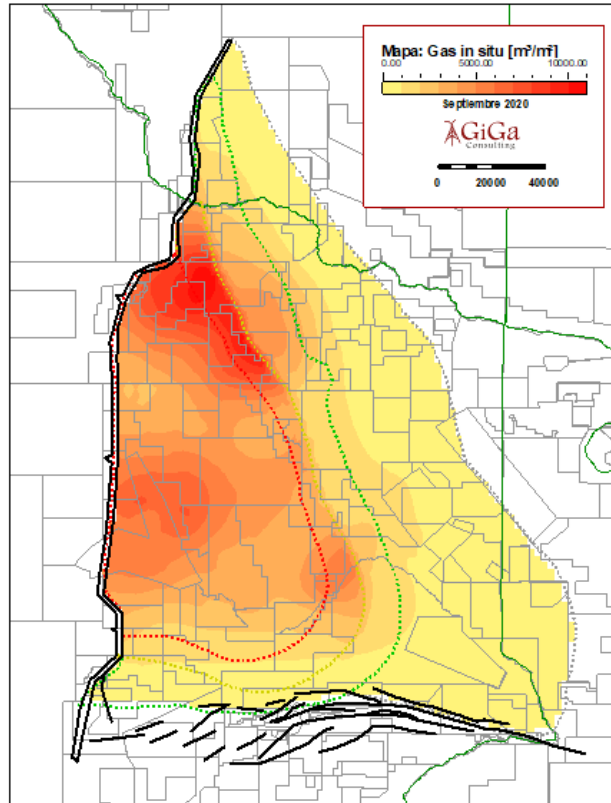 Mapa: Gas in situ [m³/m²]
0.00 5000.00 10000.00
Septiembre 2020
GiGa
Consulting
0 20000 40000